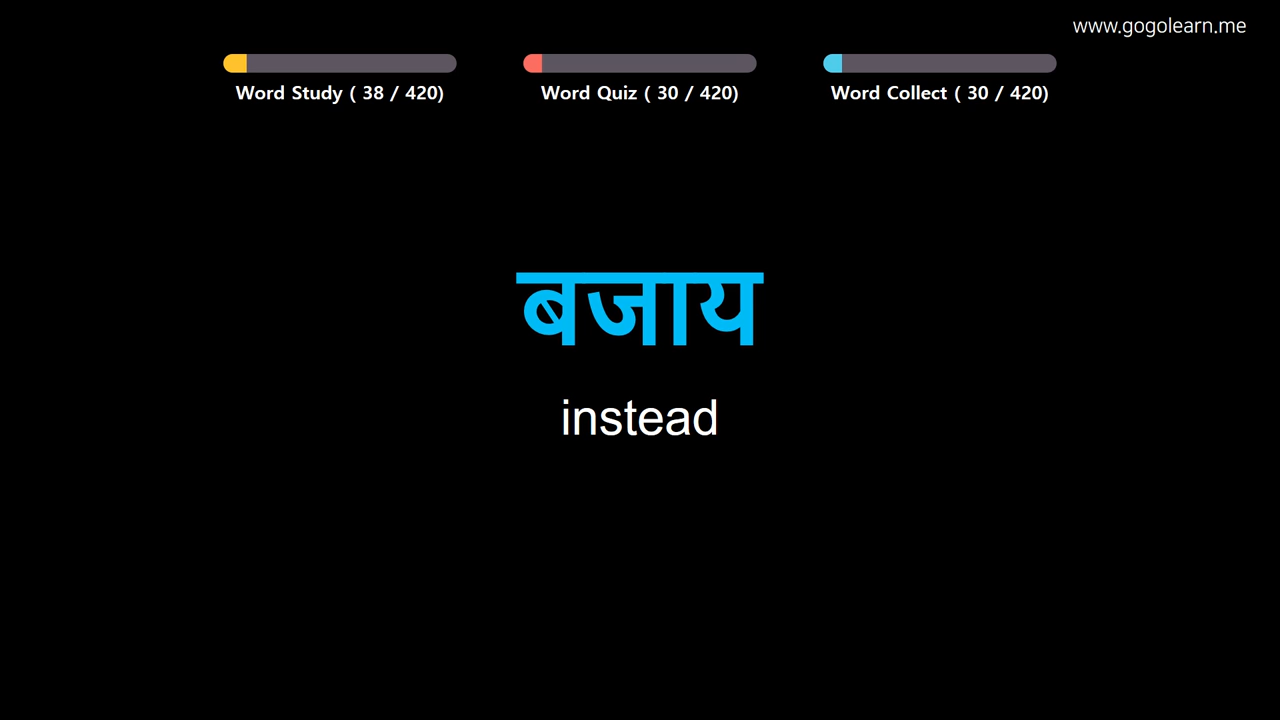 www.gogolearn.me
Word Study ( 38 / 420)
Word Quiz ( 30 / 420)
Word Collect ( 30 / 420)
बजाय
instead